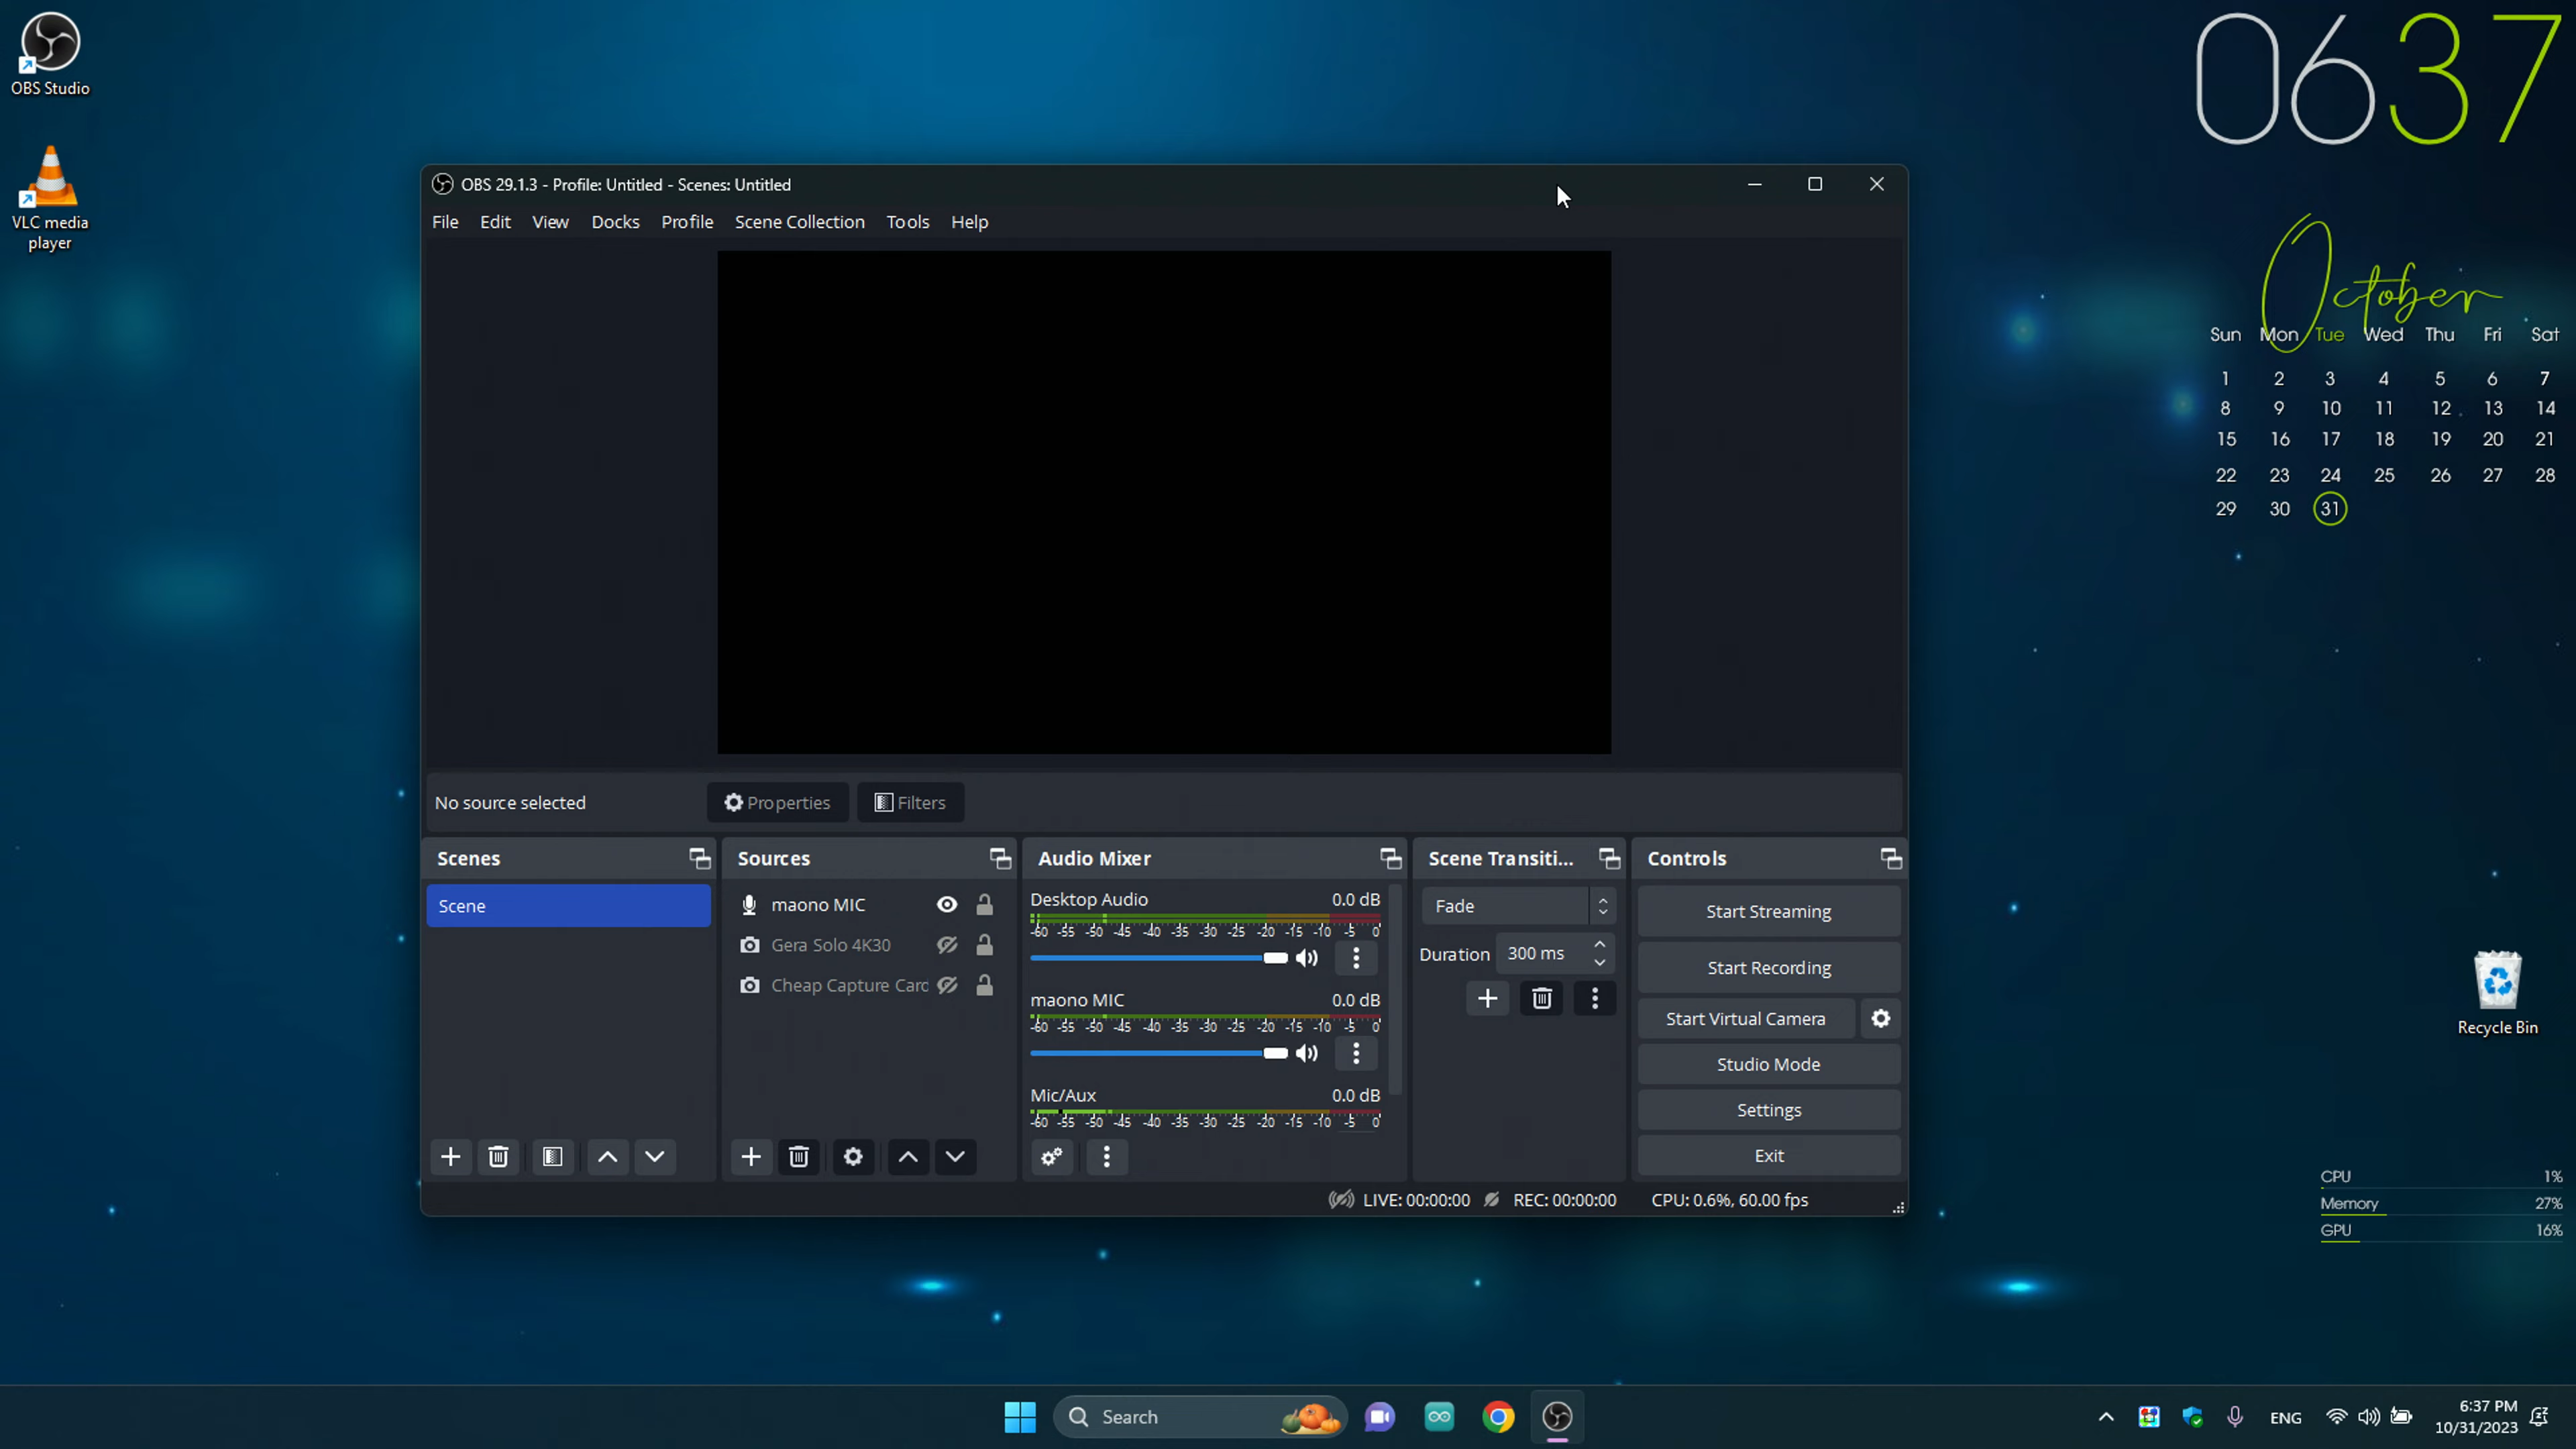 OBS Studio
VLC media
player
0637
October
Sun Mon Tue Wed Thu Fri Sat
1 2 3 4 5 6 7
8 9 10 11 12 13 14
15 16 17 18 19 20 21
22 23 24 25 26 27 28
29 30 31
OBS 29.1.3 - Profile: Untitled - Scenes: Untitled
File Edit View Docks Profile Scene Collection Tools Help
No source selected
Properties
Filters
Scenes
Scene
Sources
maono MIC
Gera Solo 4K30
Cheap Capture Card
Audio Mixer
Desktop Audio 0.0 dB
-60 -55 -50 -45 -40 -35 -30 -25 -20 -15 -10 -5 0
maono MIC 0.0 dB
-60 -55 -50 -45 -40 -35 -30 -25 -20 -15 -10 -5 0
Mic/Aux 0.0 dB
-60 -55 -50 -45 -40 -35 -30 -25 -20 -15 -10 -5 0
Scene Transiti...
Fade
Duration 300 ms
Controls
Start Streaming
Start Recording
Start Virtual Camera
Studio Mode
Settings
Exit
LIVE: 00:00:00 REC: 00:00:00 CPU: 0.6%, 60.00 fps
Recycle Bin
CPU 1%
Memory 27%
GPU 16%
Search
ENG
6:37 PM
10/31/2023